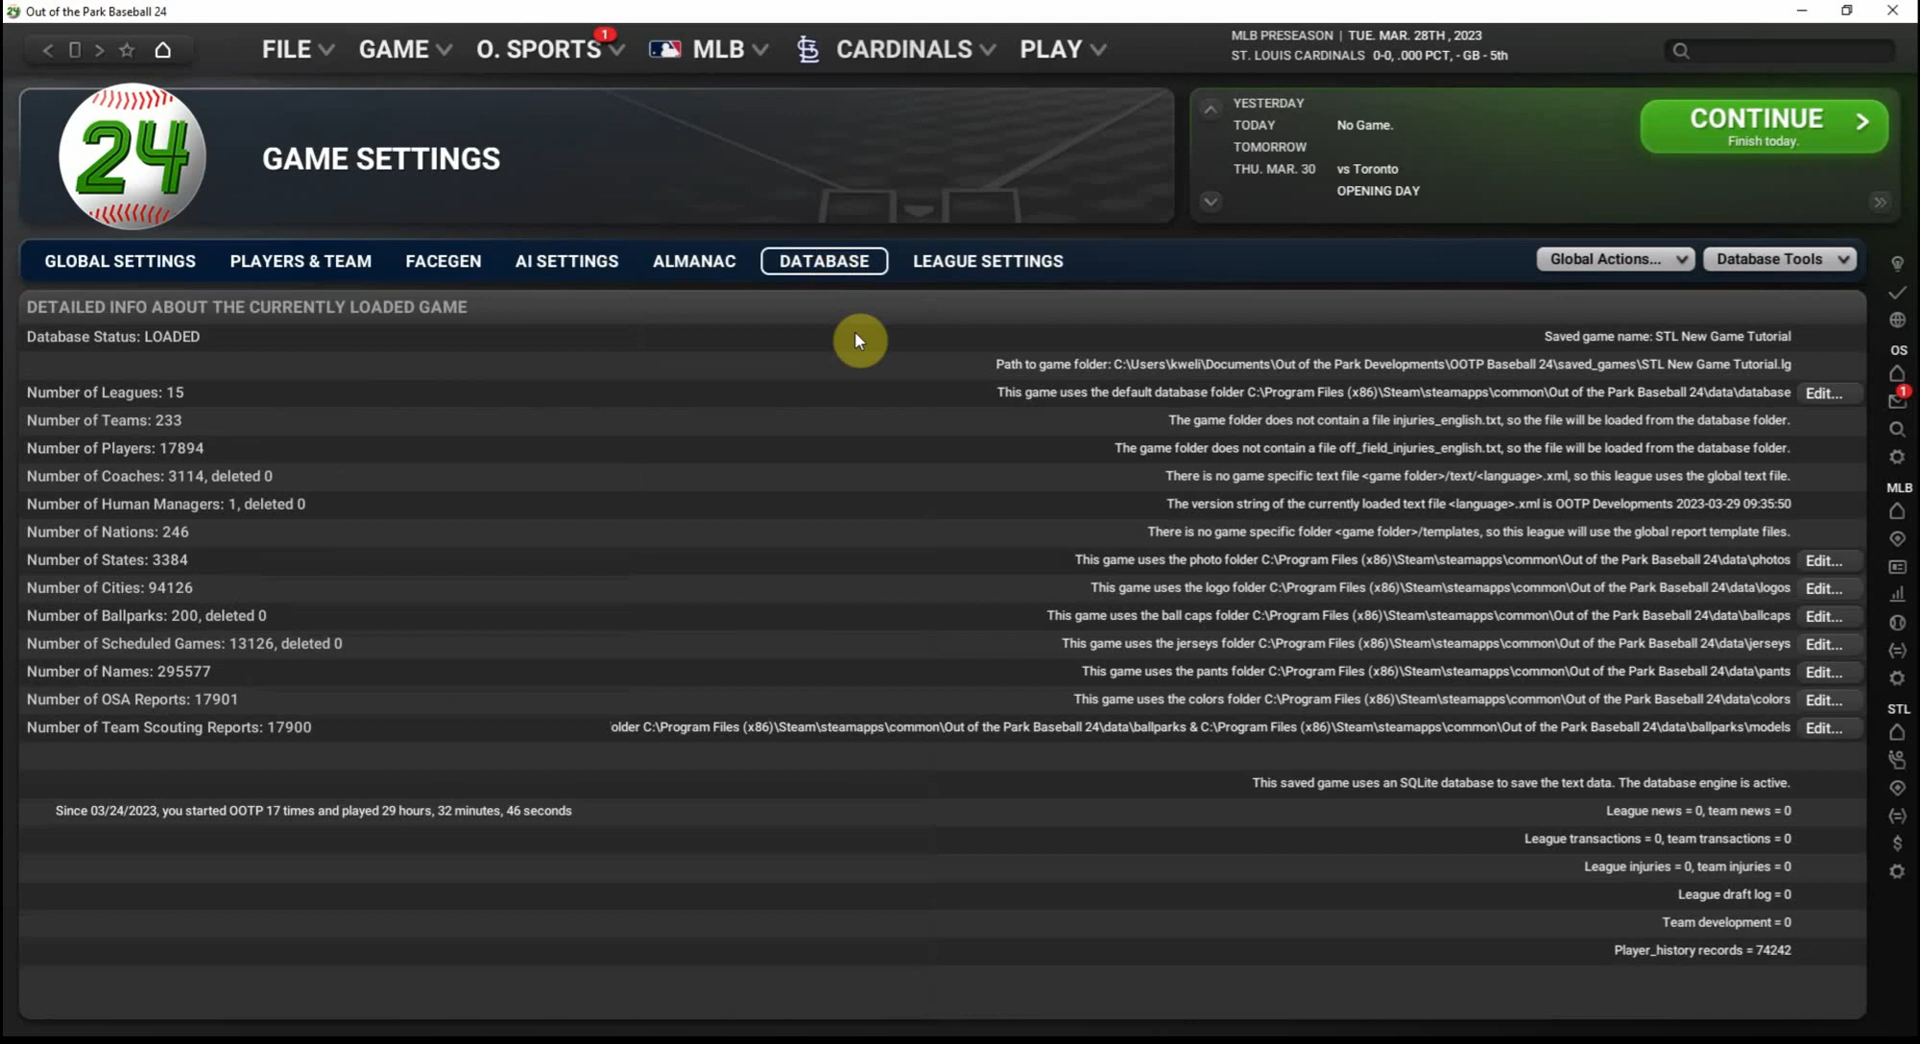 Out of the Park Baseball 24
FILE GAME O. SPORTS 1 MLB CARDINALS PLAY
MLB PRESEASON | TUE. MAR. 28TH , 2023
ST. LOUIS CARDINALS 0-0, .000 PCT, - GB - 5th
24
GAME SETTINGS
YESTERDAY
TODAY No Game.
TOMORROW
THU. MAR. 30 vs Toronto
OPENING DAY
CONTINUE
Finish today.
GLOBAL SETTINGS PLAYERS & TEAM FACEGEN AI SETTINGS ALMANAC DATABASE LEAGUE SETTINGS Global Actions... Database Tools
DETAILED INFO ABOUT THE CURRENTLY LOADED GAME
Database Status: LOADED Saved game name: STL New Game Tutorial
Path to game folder: C:\Users\kweli\Documents\Out of the Park Developments\OOTP Baseball 24\saved_games\STL New Game Tutorial.lg
Number of Leagues: 15 This game uses the default database folder C:\Program Files (x86)\Steam\steamapps\common\Out of the Park Baseball 24\data\database Edit...
Number of Teams: 233 The game folder does not contain a file injuries_english.txt, so the file will be loaded from the database folder.
Number of Players: 17894 The game folder does not contain a file off_field_injuries_english.txt, so the file will be loaded from the database folder.
Number of Coaches: 3114, deleted 0 There is no game specific text file <game folder>/text/<language>.xml, so this league uses the global text file.
Number of Human Managers: 1, deleted 0 The version string of the currently loaded text file <language>.xml is OOTP Developments 2023-03-29 09:35:50
Number of Nations: 246 There is no game specific folder <game folder>/templates, so this league will use the global report template files.
Number of States: 3384 This game uses the photo folder C:\Program Files (x86)\Steam\steamapps\common\Out of the Park Baseball 24\data\photos Edit...
Number of Cities: 94126 This game uses the logo folder C:\Program Files (x86)\Steam\steamapps\common\Out of the Park Baseball 24\data\logos Edit...
Number of Ballparks: 200, deleted 0 This game uses the ball caps folder C:\Program Files (x86)\Steam\steamapps\common\Out of the Park Baseball 24\data\ballcaps Edit...
Number of Scheduled Games: 13126, deleted 0 This game uses the jerseys folder C:\Program Files (x86)\Steam\steamapps\common\Out of the Park Baseball 24\data\jerseys Edit...
Number of Names: 295577 This game uses the pants folder C:\Program Files (x86)\Steam\steamapps\common\Out of the Park Baseball 24\data\pants Edit...
Number of OSA Reports: 17901 This game uses the colors folder C:\Program Files (x86)\Steam\steamapps\common\Out of the Park Baseball 24\data\colors Edit...
Number of Team Scouting Reports: 17900 older C:\Program Files (x86)\Steam\steamapps\common\Out of the Park Baseball 24\data\ballparks & C:\Program Files (x86)\Steam\steamapps\common\Out of the Park Baseball 24\data\ballparks\models Edit...
This saved game uses an SQLite database to save the text data. The database engine is active.
Since 03/24/2023, you started OOTP 17 times and played 29 hours, 32 minutes, 46 seconds League news = 0, team news = 0
League transactions = 0, team transactions = 0
League injuries = 0, team injuries = 0
League draft log = 0
Team development = 0
Player_history records = 74242
OS
1
MLB
STL